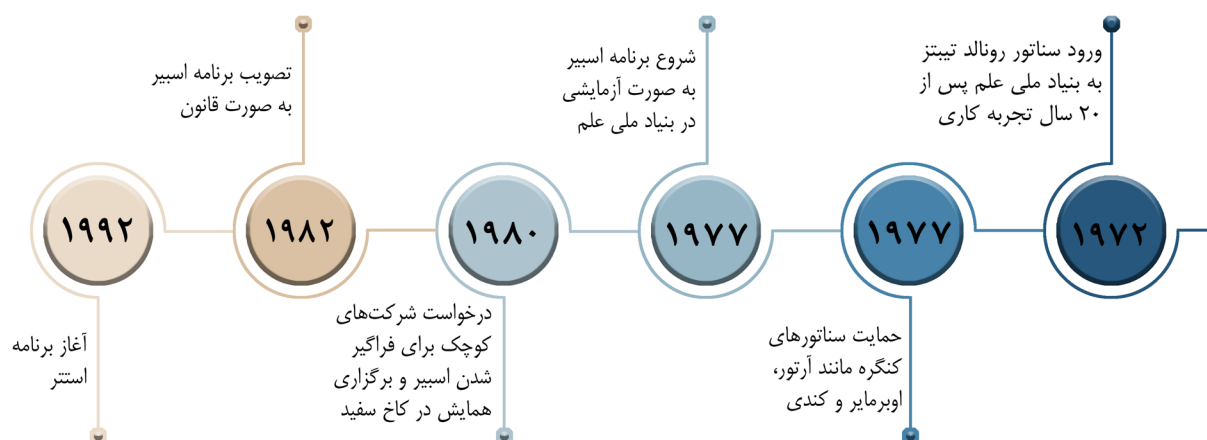 ورود سناتور رونالد تیبتز
به بنیاد ملی علم پس از
۲۰ سال تجربه کاری
۱۹۷۲
۱۹۷۷
حمایت سناتورهای
کنگره مانند آرتور،
اوبرمایر و کندی
شروع برنامه اسبیر
به صورت آزمایشی
در بنیاد ملی علم
۱۹۷۷
۱۹۸۰
درخواست شرکت‌های
کوچک برای فراگیر
شدن اسبیر و برگزاری
همایش در کاخ سفید
تصویب برنامه اسبیر
به صورت قانون
۱۹۸۲
۱۹۹۲
آغاز برنامه
استتر